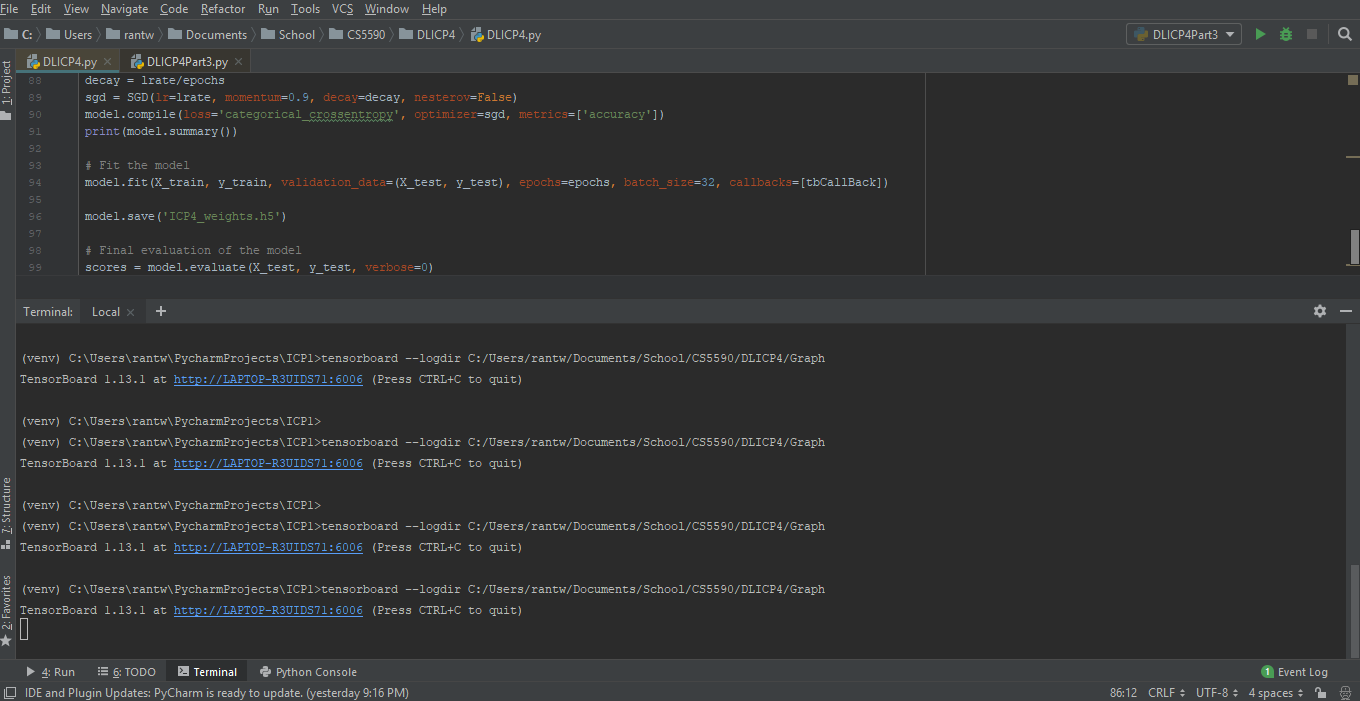 File Edit View Navigate Code Refactor Run Tools VCS Window Help
C: Users rantw Documents School CS5590 DLICP4 DLICP4.py DLICP4Part3
DLICP4.py DLICP4Part3.py
1: Project
88 decay = lrate/epochs
89 sgd = SGD(lr=lrate, momentum=0.9, decay=decay, nesterov=False)
90 model.compile(loss='categorical_crossentropy', optimizer=sgd, metrics=['accuracy'])
91 print(model.summary())
92
93 # Fit the model
94 model.fit(X_train, y_train, validation_data=(X_test, y_test), epochs=epochs, batch_size=32, callbacks=[tbCallBack])
95
96 model.save('ICP4_weights.h5')
97
98 # Final evaluation of the model
99 scores = model.evaluate(X_test, y_test, verbose=0)
Terminal: Local +
(venv) C:\Users\rantw\PycharmProjects\ICP1>tensorboard --logdir C:/Users/rantw/Documents/School/CS5590/DLICP4/Graph
TensorBoard 1.13.1 at http://LAPTOP-R3UIDS71:6006 (Press CTRL+C to quit)
(venv) C:\Users\rantw\PycharmProjects\ICP1>
(venv) C:\Users\rantw\PycharmProjects\ICP1>tensorboard --logdir C:/Users/rantw/Documents/School/CS5590/DLICP4/Graph
TensorBoard 1.13.1 at http://LAPTOP-R3UIDS71:6006 (Press CTRL+C to quit)
(venv) C:\Users\rantw\PycharmProjects\ICP1>
(venv) C:\Users\rantw\PycharmProjects\ICP1>tensorboard --logdir C:/Users/rantw/Documents/School/CS5590/DLICP4/Graph
TensorBoard 1.13.1 at http://LAPTOP-R3UIDS71:6006 (Press CTRL+C to quit)
(venv) C:\Users\rantw\PycharmProjects\ICP1>tensorboard --logdir C:/Users/rantw/Documents/School/CS5590/DLICP4/Graph
TensorBoard 1.13.1 at http://LAPTOP-R3UIDS71:6006 (Press CTRL+C to quit)
7: Structure
2: Favorites
4: Run 6: TODO Terminal Python Console 1 Event Log
IDE and Plugin Updates: PyCharm is ready to update. (yesterday 9:16 PM) 86:12 CRLF UTF-8 4 spaces